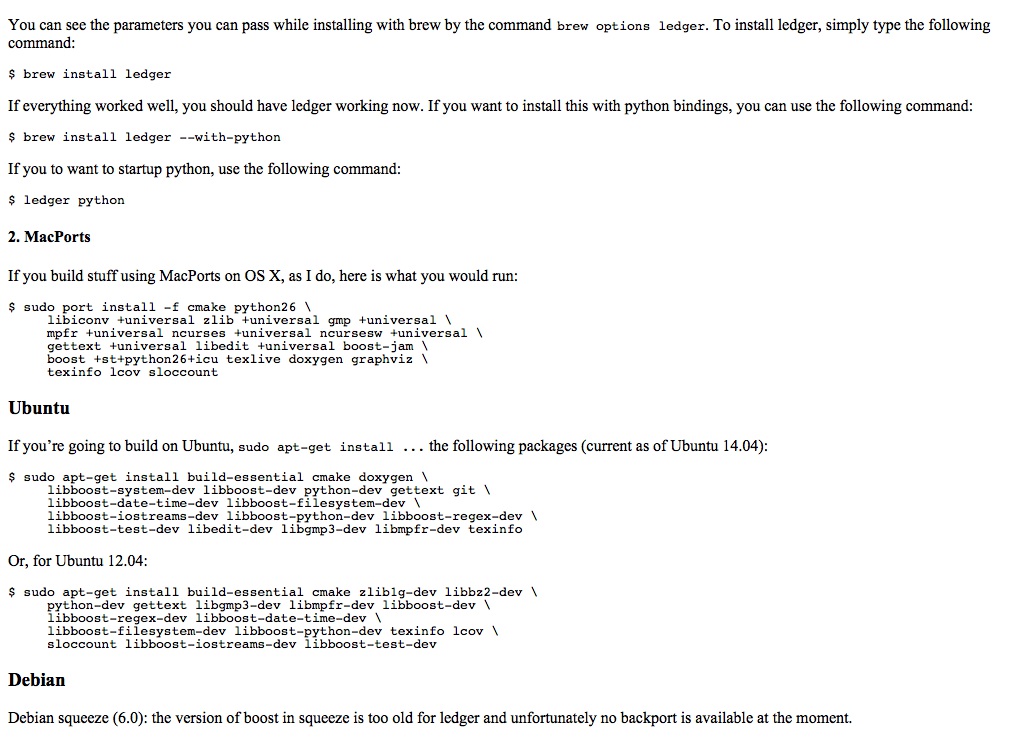 You can see the parameters you can pass while installing with brew by the command brew options ledger. To install ledger, simply type the following
command:
$ brew install ledger
If everything worked well, you should have ledger working now. If you want to install this with python bindings, you can use the following command:
$ brew install ledger --with-python
If you to want to startup python, use the following command:
$ ledger python
2. MacPorts
If you build stuff using MacPorts on OS X, as I do, here is what you would run:
$ sudo port install -f cmake python26 \
libiconv +universal zlib +universal gmp +universal \
mpfr +universal ncurses +universal ncursesw +universal \
gettext +universal libedit +universal boost-jam \
boost +st+python26+icu texlive doxygen graphviz \
texinfo lcov sloccount
Ubuntu
If you’re going to build on Ubuntu, sudo apt-get install ... the following packages (current as of Ubuntu 14.04):
$ sudo apt-get install build-essential cmake doxygen \
libboost-system-dev libboost-dev python-dev gettext git \
libboost-date-time-dev libboost-filesystem-dev \
libboost-iostreams-dev libboost-python-dev libboost-regex-dev \
libboost-test-dev libedit-dev libgmp3-dev libmpfr-dev texinfo
Or, for Ubuntu 12.04:
$ sudo apt-get install build-essential cmake zlib1g-dev libbz2-dev \
python-dev gettext libgmp3-dev libmpfr-dev libboost-dev \
libboost-regex-dev libboost-date-time-dev \
libboost-filesystem-dev libboost-python-dev texinfo lcov \
sloccount libboost-iostreams-dev libboost-test-dev
Debian
Debian squeeze (6.0): the version of boost in squeeze is too old for ledger and unfortunately no backport is available at the moment.